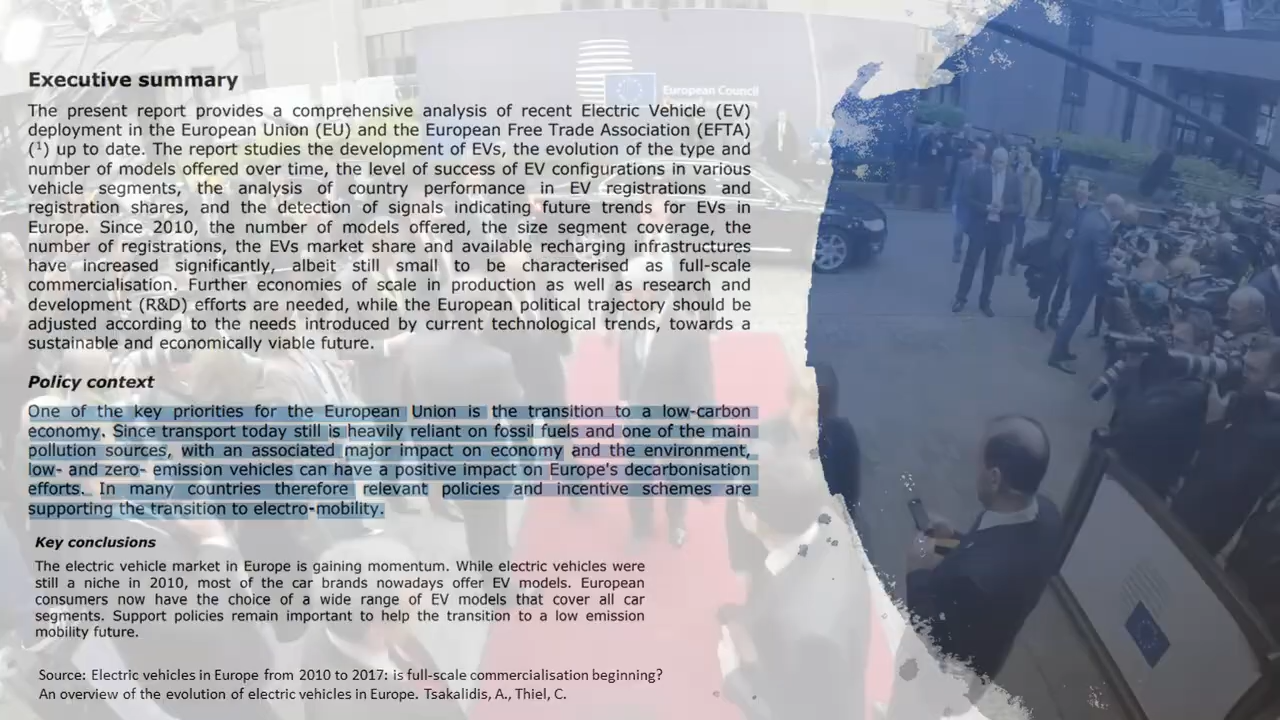 European Council
Executive summary
The present report provides a comprehensive analysis of recent Electric Vehicle (EV)
deployment in the European Union (EU) and the European Free Trade Association (EFTA)
(¹) up to date. The report studies the development of EVs, the evolution of the type and
number of models offered over time, the level of success of EV configurations in various
vehicle segments, the analysis of country performance in EV registrations and
registration shares, and the detection of signals indicating future trends for EVs in
Europe. Since 2010, the number of models offered, the size segment coverage, the
number of registrations, the EVs market share and available recharging infrastructures
have increased significantly, albeit still small to be characterised as full-scale
commercialisation. Further economies of scale in production as well as research and
development (R&D) efforts are needed, while the European political trajectory should be
adjusted according to the needs introduced by current technological trends, towards a
sustainable and economically viable future.
Policy context
One of the key priorities for the European Union is the transition to a low-carbon
economy. Since transport today still is heavily reliant on fossil fuels and one of the main
pollution sources, with an associated major impact on economy and the environment,
low- and zero- emission vehicles can have a positive impact on Europe's decarbonisation
efforts. In many countries therefore relevant policies and incentive schemes are
supporting the transition to electro-mobility.
Key conclusions
The electric vehicle market in Europe is gaining momentum. While electric vehicles were
still a niche in 2010, most of the car brands nowadays offer EV models. European
consumers now have the choice of a wide range of EV models that cover all car
segments. Support policies remain important to help the transition to a low emission
mobility future.
Source: Electric vehicles in Europe from 2010 to 2017: is full-scale commercialisation beginning?
An overview of the evolution of electric vehicles in Europe. Tsakalidis, A., Thiel, C.